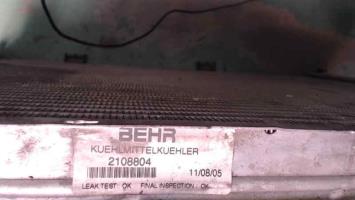 BEHR
KUEHLMITTELKUEHLER
2108804
11/08/05
LEAK TEST OK FINAL INSPECTION OK